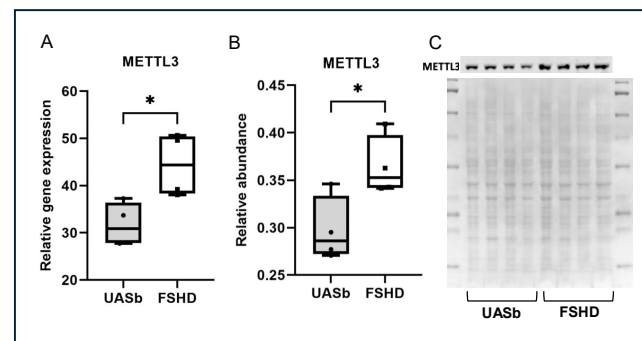 A
METTL3
*
Relative gene expression
60
50
40
30
20
UASb FSHD
B
METTL3
*
Relative abundance
0.45
0.40
0.35
0.30
0.25
UASb FSHD
C
METTL3
UASb FSHD